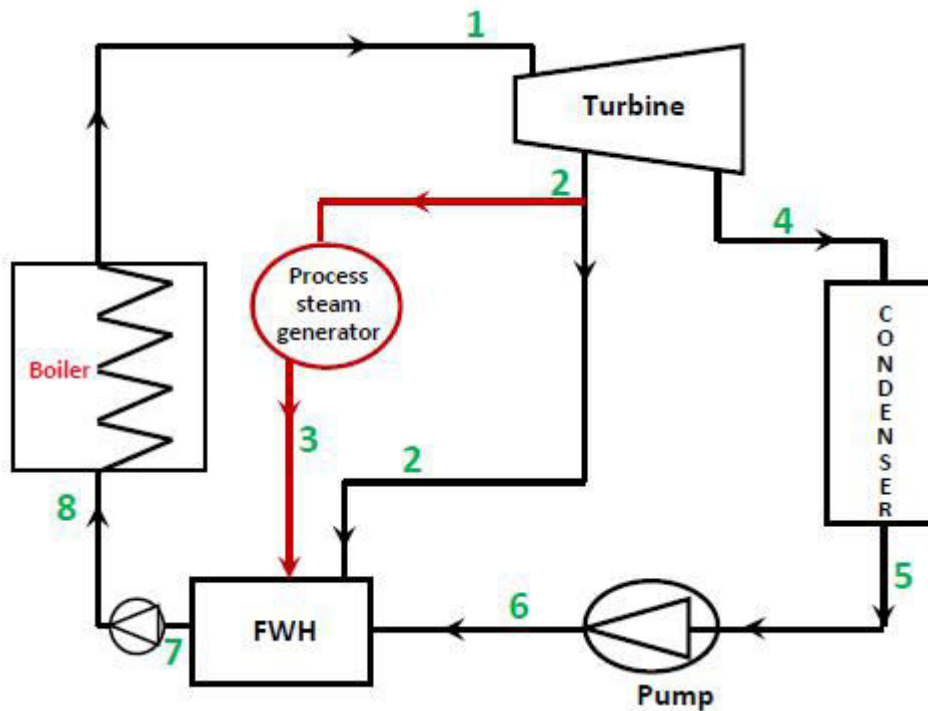 1
Turbine
2
4
Process
steam
generator
C
O
N
D
E
N
S
E
R
Boiler
3
2
8
5
6
FWH
7
Pump